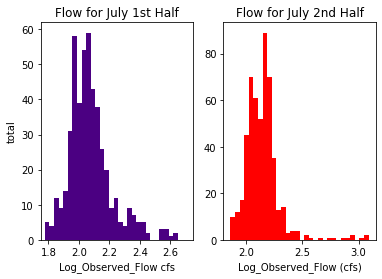 Flow for July 1st Half
Flow for July 2nd Half
total
60
50
40
30
20
10
0
80
60
40
20
0
1.8 2.0 2.2 2.4 2.6
2.0 2.5 3.0
Log_Observed_Flow cfs
Log_Observed_Flow (cfs)